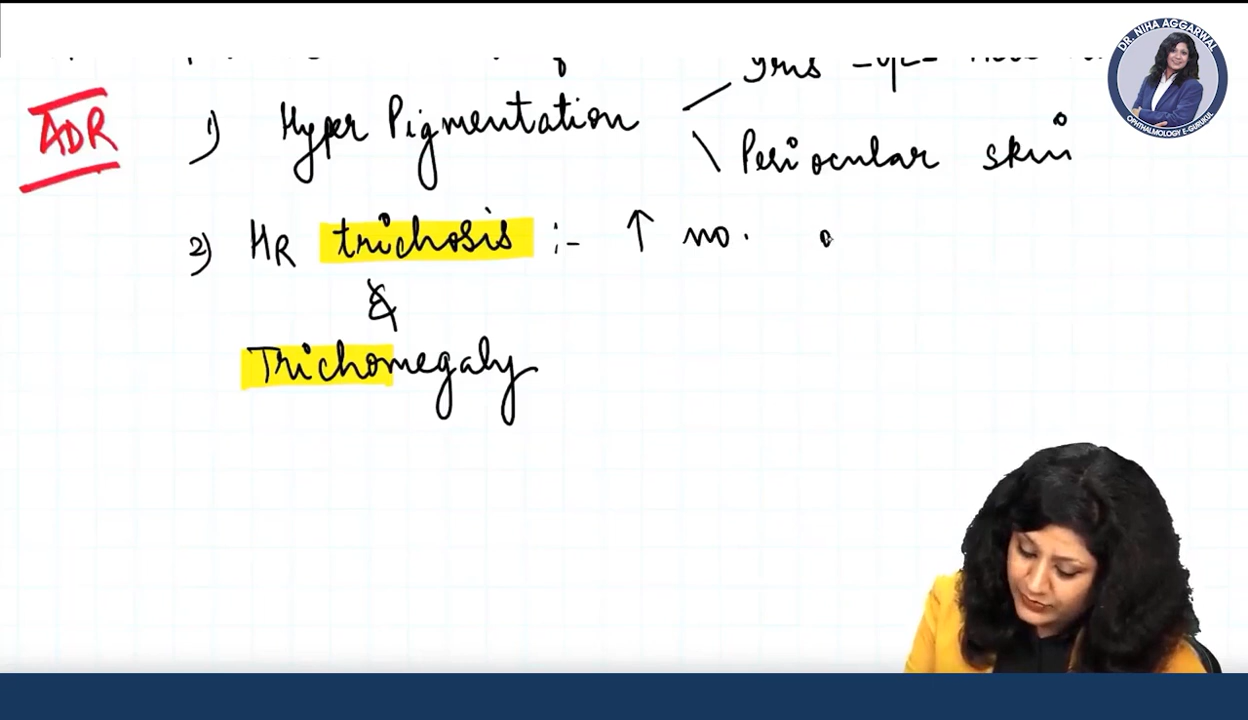 Iris
ADR 1) Hyper Pigmentation
Periocular skin
2) HR trichosis :- ↑ no. o
&
Trichomegaly
DR. NIHA AGGARWAL
OPHTHALMOLOGY E-GURUKUL